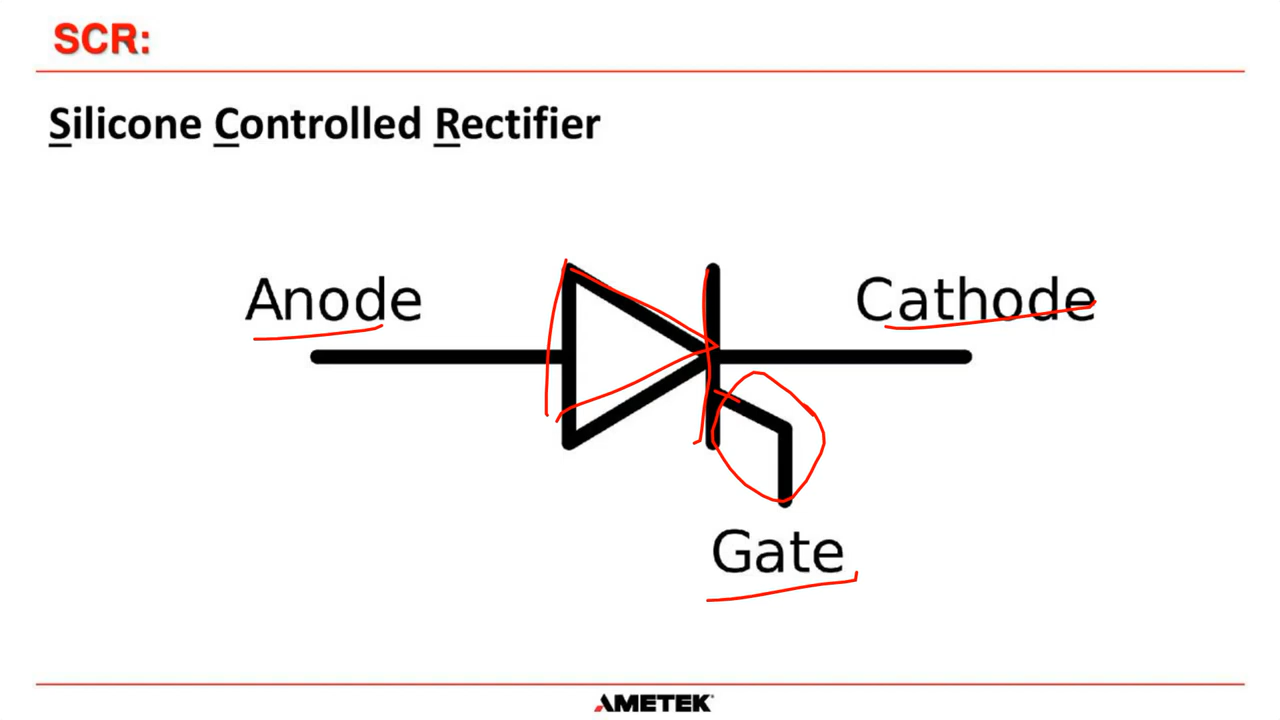 SCR:
Silicone Controlled Rectifier
Anode
Cathode
Gate
AMETEK